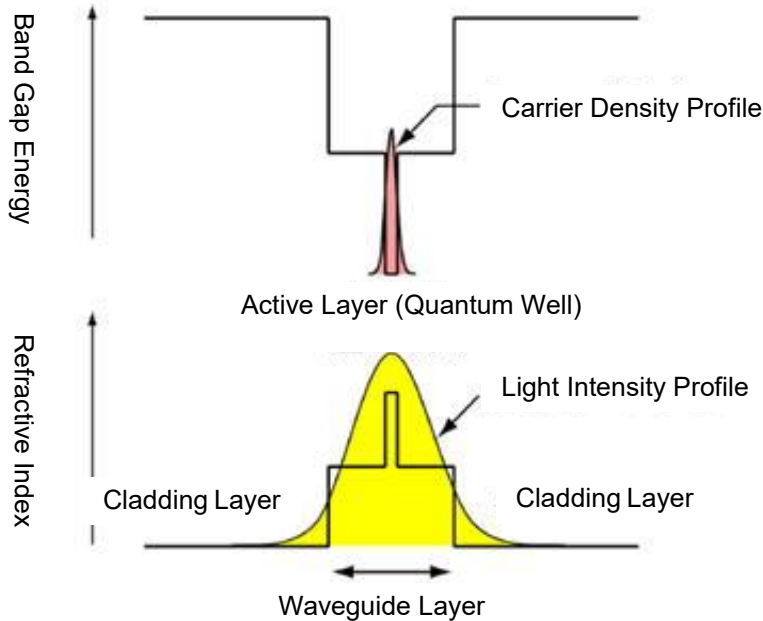 Band Gap Energy
Carrier Density Profile
Active Layer (Quantum Well)
Refractive Index
Light Intensity Profile
Cladding Layer
Cladding Layer
Waveguide Layer